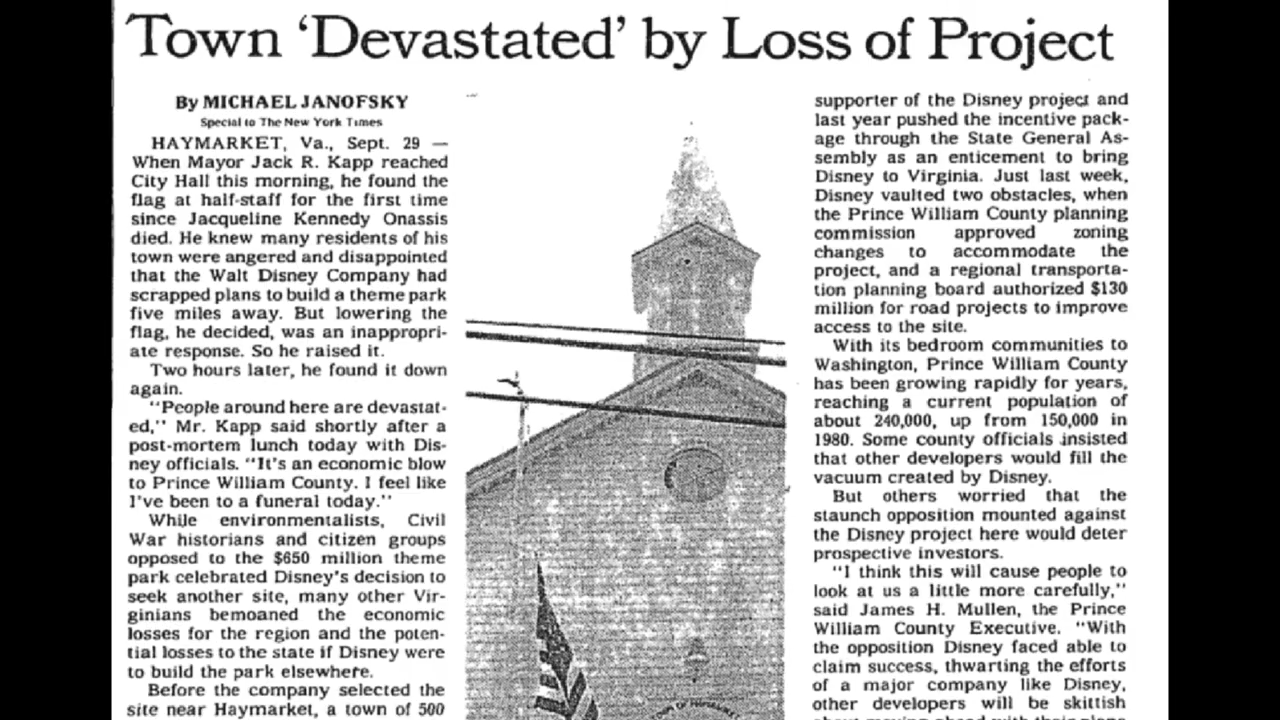 Town ‘Devastated’ by Loss of Project
By MICHAEL JANOFSKY
Special to The New York Times
HAYMARKET, Va., Sept. 29 —
When Mayor Jack R. Kapp reached
City Hall this morning, he found the
flag at half-staff for the first time
since Jacqueline Kennedy Onassis
died. He knew many residents of his
town were angered and disappointed
that the Walt Disney Company had
scrapped plans to build a theme park
five miles away. But lowering the
flag, he decided, was an inappropri-
ate response. So he raised it.
Two hours later, he found it down
again.
"People around here are devastat-
ed," Mr. Kapp said shortly after a
post-mortem lunch today with Dis-
ney officials. "It's an economic blow
to Prince William County. I feel like
I've been to a funeral today."
While environmentalists, Civil
War historians and citizen groups
opposed to the $650 million theme
park celebrated Disney's decision to
seek another site, many other Vir-
ginians bemoaned the economic
losses for the region and the poten-
tial losses to the state if Disney were
to build the park elsewhere.
Before the company selected the
site near Haymarket, a town of 500
supporter of the Disney project and
last year pushed the incentive pack-
age through the State General As-
sembly as an enticement to bring
Disney to Virginia. Just last week,
Disney vaulted two obstacles, when
the Prince William County planning
commission approved zoning
changes to accommodate the
project, and a regional transporta-
tion planning board authorized $130
million for road projects to improve
access to the site.
With its bedroom communities to
Washington, Prince William County
has been growing rapidly for years,
reaching a current population of
about 240,000, up from 150,000 in
1980. Some county officials insisted
that other developers would fill the
vacuum created by Disney.
But others worried that the
staunch opposition mounted against
the Disney project here would deter
prospective investors.
"I think this will cause people to
look at us a little more carefully,"
said James H. Mullen, the Prince
William County Executive. "With
the opposition Disney faced able to
claim success, thwarting the efforts
of a major company like Disney,
other developers will be skittish